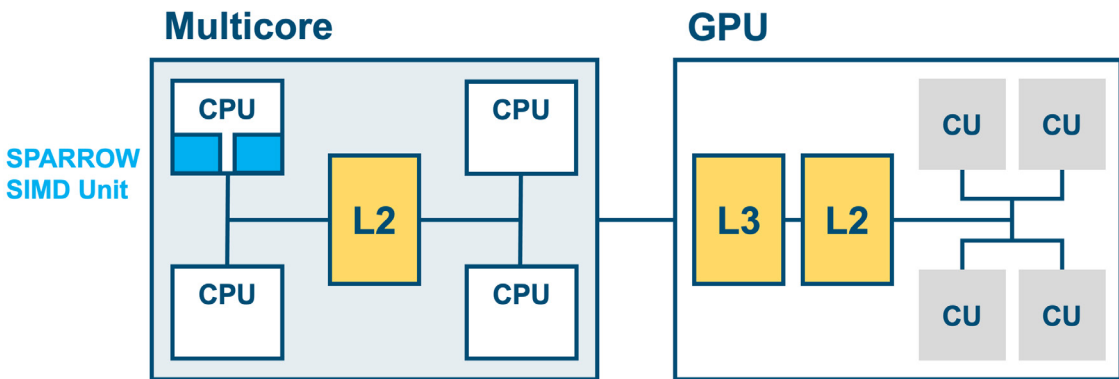 Multicore
GPU
SPARROW
SIMD Unit
CPU
CPU
L2
CPU
CPU
L3
L2
CU
CU
CU
CU